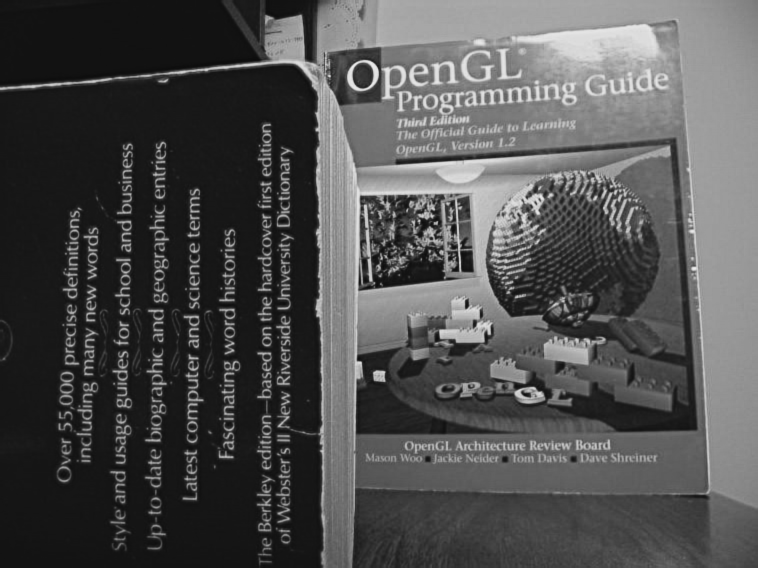 Over 55,000 precise definitions,
including many new words
Style and usage guides for school and business
Up-to-date biographic and geographic entries
Latest computer and science terms
Fascinating word histories
The Berkley edition—based on the hardcover first edition
of Webster's II New Riverside University Dictionary
OpenGL®
Programming Guide
Third Edition
The Official Guide to Learning
OpenGL, Version 1.2
OpenGL
OpenGL Architecture Review Board
Mason Woo ■ Jackie Neider ■ Tom Davis ■ Dave Shreiner